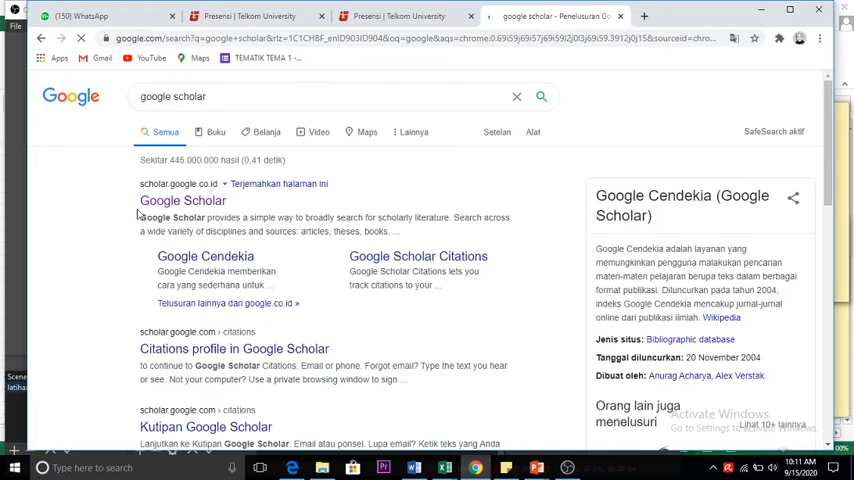 (150) WhatsApp
Presensi | Telkom University
Presensi | Telkom University
google scholar - Penelusuran Go
google.com/search?q=google+scholar&rlz=1C1CHBF_enID903ID904&oq=google&aqs=chrome.0.69i59j69i57j69i59l2j0l3j69i59.3912j0j15&sourceid=chro...
Apps
Gmail
YouTube
Maps
TEMATIK TEMA 1 -...
File
Google
google scholar
Semua
Buku
Belanja
Video
Maps
Lainnya
Setelan
Alat
SafeSearch aktif
Sekitar 445.000.000 hasil (0,41 detik)
scholar.google.co.id
Terjemahkan halaman ini
Google Scholar
Google Scholar provides a simple way to broadly search for scholarly literature. Search across
a wide variety of disciplines and sources: articles, theses, books, ...
Google Cendekia
Google Cendekia memberikan
cara yang sederhana untuk ...
Google Scholar Citations
Google Scholar Citations lets you
track citations to your ...
Telusuran lainnya dari google.co.id »
scholar.google.com › citations
Citations profile in Google Scholar
to continue to Google Scholar Citations. Email or phone. Forgot email? Type the text you hear
or see. Not your computer? Use a private browsing window to sign ...
scholar.google.com › citations
Kutipan Google Scholar
Lanjutkan ke Kutipan Google Scholar. Email atau ponsel. Lupa email? Ketik teks yang Anda
Google Cendekia (Google
Scholar)
Google Cendekia adalah layanan yang
memungkinkan pengguna melakukan pencarian
materi-materi pelajaran berupa teks dalam berbagai
format publikasi. Diluncurkan pada tahun 2004,
indeks Google Cendekia mencakup jurnal-jurnal
online dari publikasi ilmiah. Wikipedia
Jenis situs: Bibliographic database
Tanggal diluncurkan: 20 November 2004
Dibuat oleh: Anurag Acharya, Alex Verstak
Orang lain juga
menelusuri
Lihat 10+ lainnya
Activate Windows
Go to Settings to activate Windows.
Scene
latihan
Type here to search
10:11 AM
9/15/2020